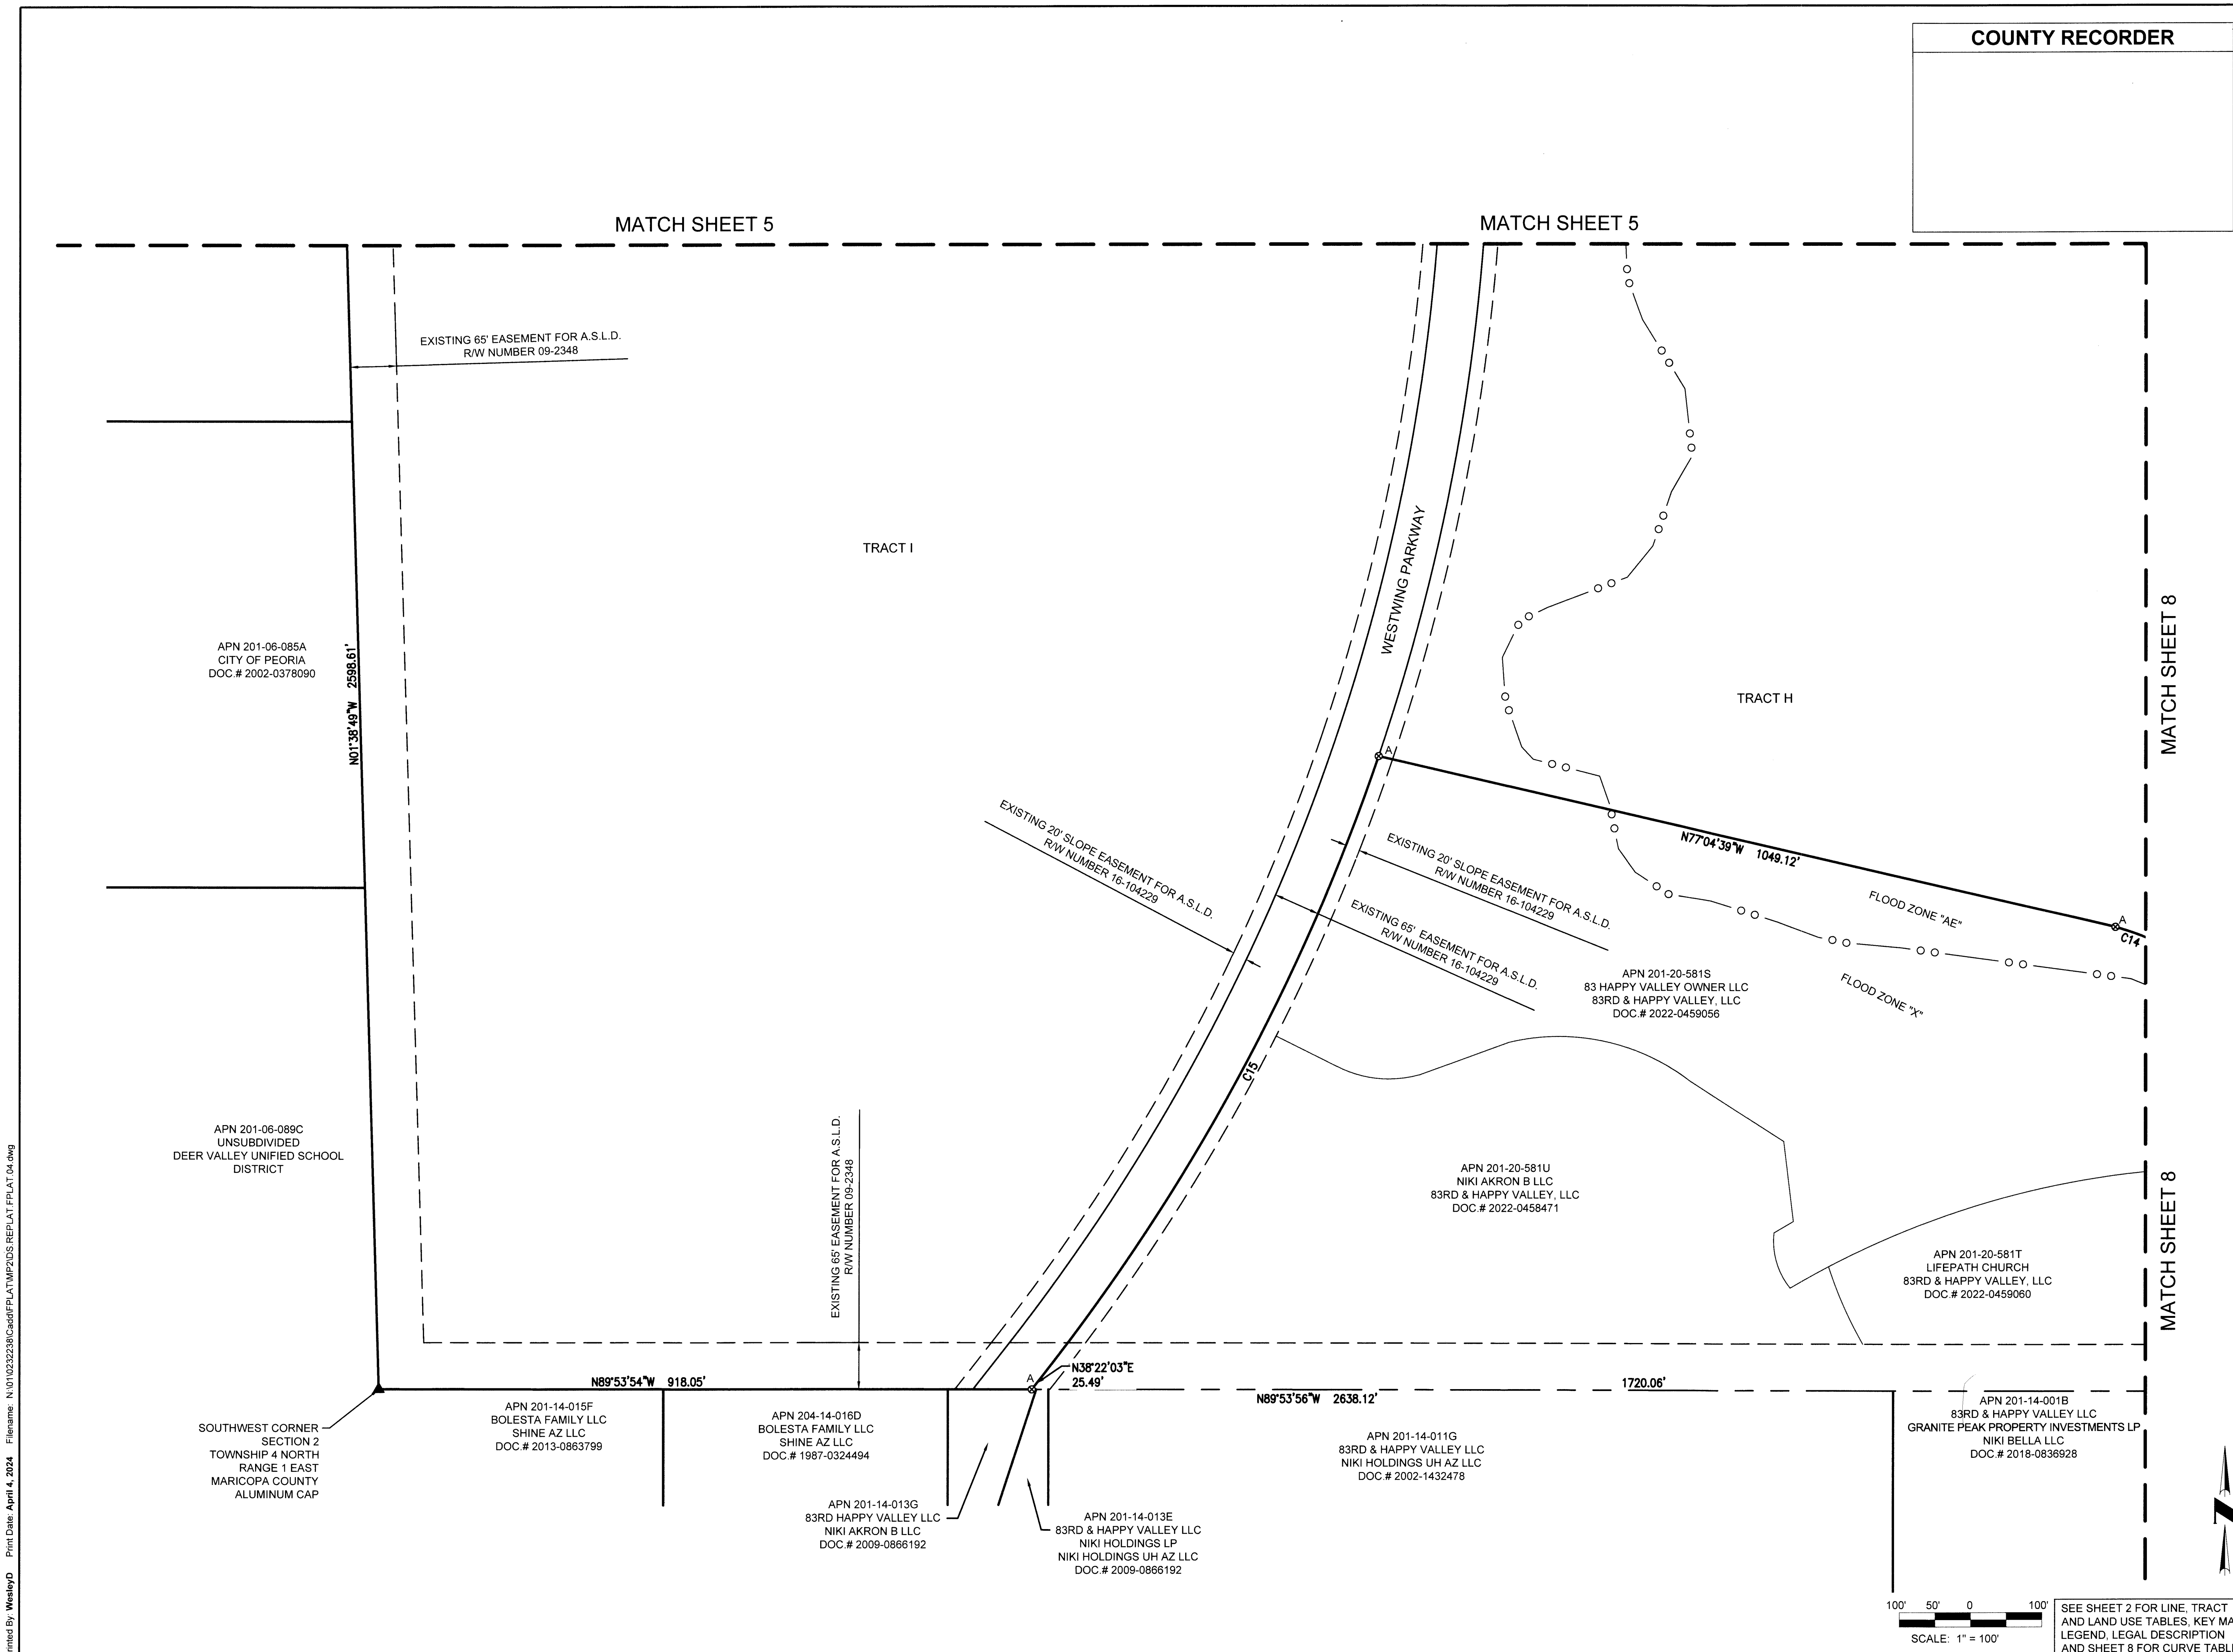 COUNTY RECORDER
MATCH SHEET 5
MATCH SHEET 5
EXISTING 65' EASEMENT FOR A.S.L.D.
R/W NUMBER 09-2348
TRACT I
WESTWING PARKWAY
TRACT H
MATCH SHEET 8
APN 201-06-085A
CITY OF PEORIA
DOC.# 2002-0378090
N01°38'49"W 2598.61'
A
EXISTING 20' SLOPE EASEMENT FOR A.S.L.D.
R/W NUMBER 16-104229
EXISTING 20' SLOPE EASEMENT FOR A.S.L.D.
R/W NUMBER 16-104229
EXISTING 65' EASEMENT FOR A.S.L.D.
R/W NUMBER 16-104229
N77°04'39"W 1049.12'
FLOOD ZONE "AE"
A
C14
FLOOD ZONE "X"
APN 201-20-581S
83 HAPPY VALLEY OWNER LLC
83RD & HAPPY VALLEY, LLC
DOC.# 2022-0459056
C15
APN 201-06-089C
UNSUBDIVIDED
DEER VALLEY UNIFIED SCHOOL
DISTRICT
EXISTING 65' EASEMENT FOR A.S.L.D.
R/W NUMBER 09-2348
APN 201-20-581U
NIKI AKRON B LLC
83RD & HAPPY VALLEY, LLC
DOC.# 2022-0458471
APN 201-20-581T
LIFEPATH CHURCH
83RD & HAPPY VALLEY, LLC
DOC.# 2022-0459060
MATCH SHEET 8
N89°53'54"W 918.05'
A
N38°22'03"E
25.49'
N89°53'56"W 2638.12'
1720.06'
SOUTHWEST CORNER
SECTION 2
TOWNSHIP 4 NORTH
RANGE 1 EAST
MARICOPA COUNTY
ALUMINUM CAP
APN 201-14-015F
BOLESTA FAMILY LLC
SHINE AZ LLC
DOC.# 2013-0863799
APN 204-14-016D
BOLESTA FAMILY LLC
SHINE AZ LLC
DOC.# 1987-0324494
APN 201-14-013G
83RD HAPPY VALLEY LLC
NIKI AKRON B LLC
DOC.# 2009-0866192
APN 201-14-013E
83RD & HAPPY VALLEY LLC
NIKI HOLDINGS LP
NIKI HOLDINGS UH AZ LLC
DOC.# 2009-0866192
APN 201-14-011G
83RD & HAPPY VALLEY LLC
NIKI HOLDINGS UH AZ LLC
DOC.# 2002-1432478
APN 201-14-001B
83RD & HAPPY VALLEY LLC
GRANITE PEAK PROPERTY INVESTMENTS LP
NIKI BELLA LLC
DOC.# 2018-0836928
100' 50' 0 100'
SCALE: 1" = 100'
SEE SHEET 2 FOR LINE, TRACT
AND LAND USE TABLES, KEY MA
LEGEND, LEGAL DESCRIPTION
AND SHEET 8 FOR CURVE TABL
rinted By: WesleyD Print Date: April 4, 2024 Filename: N:\01\0232238\Cadd\FPLAT\MP2\DS.REPLAT.FPLAT.04.dwg